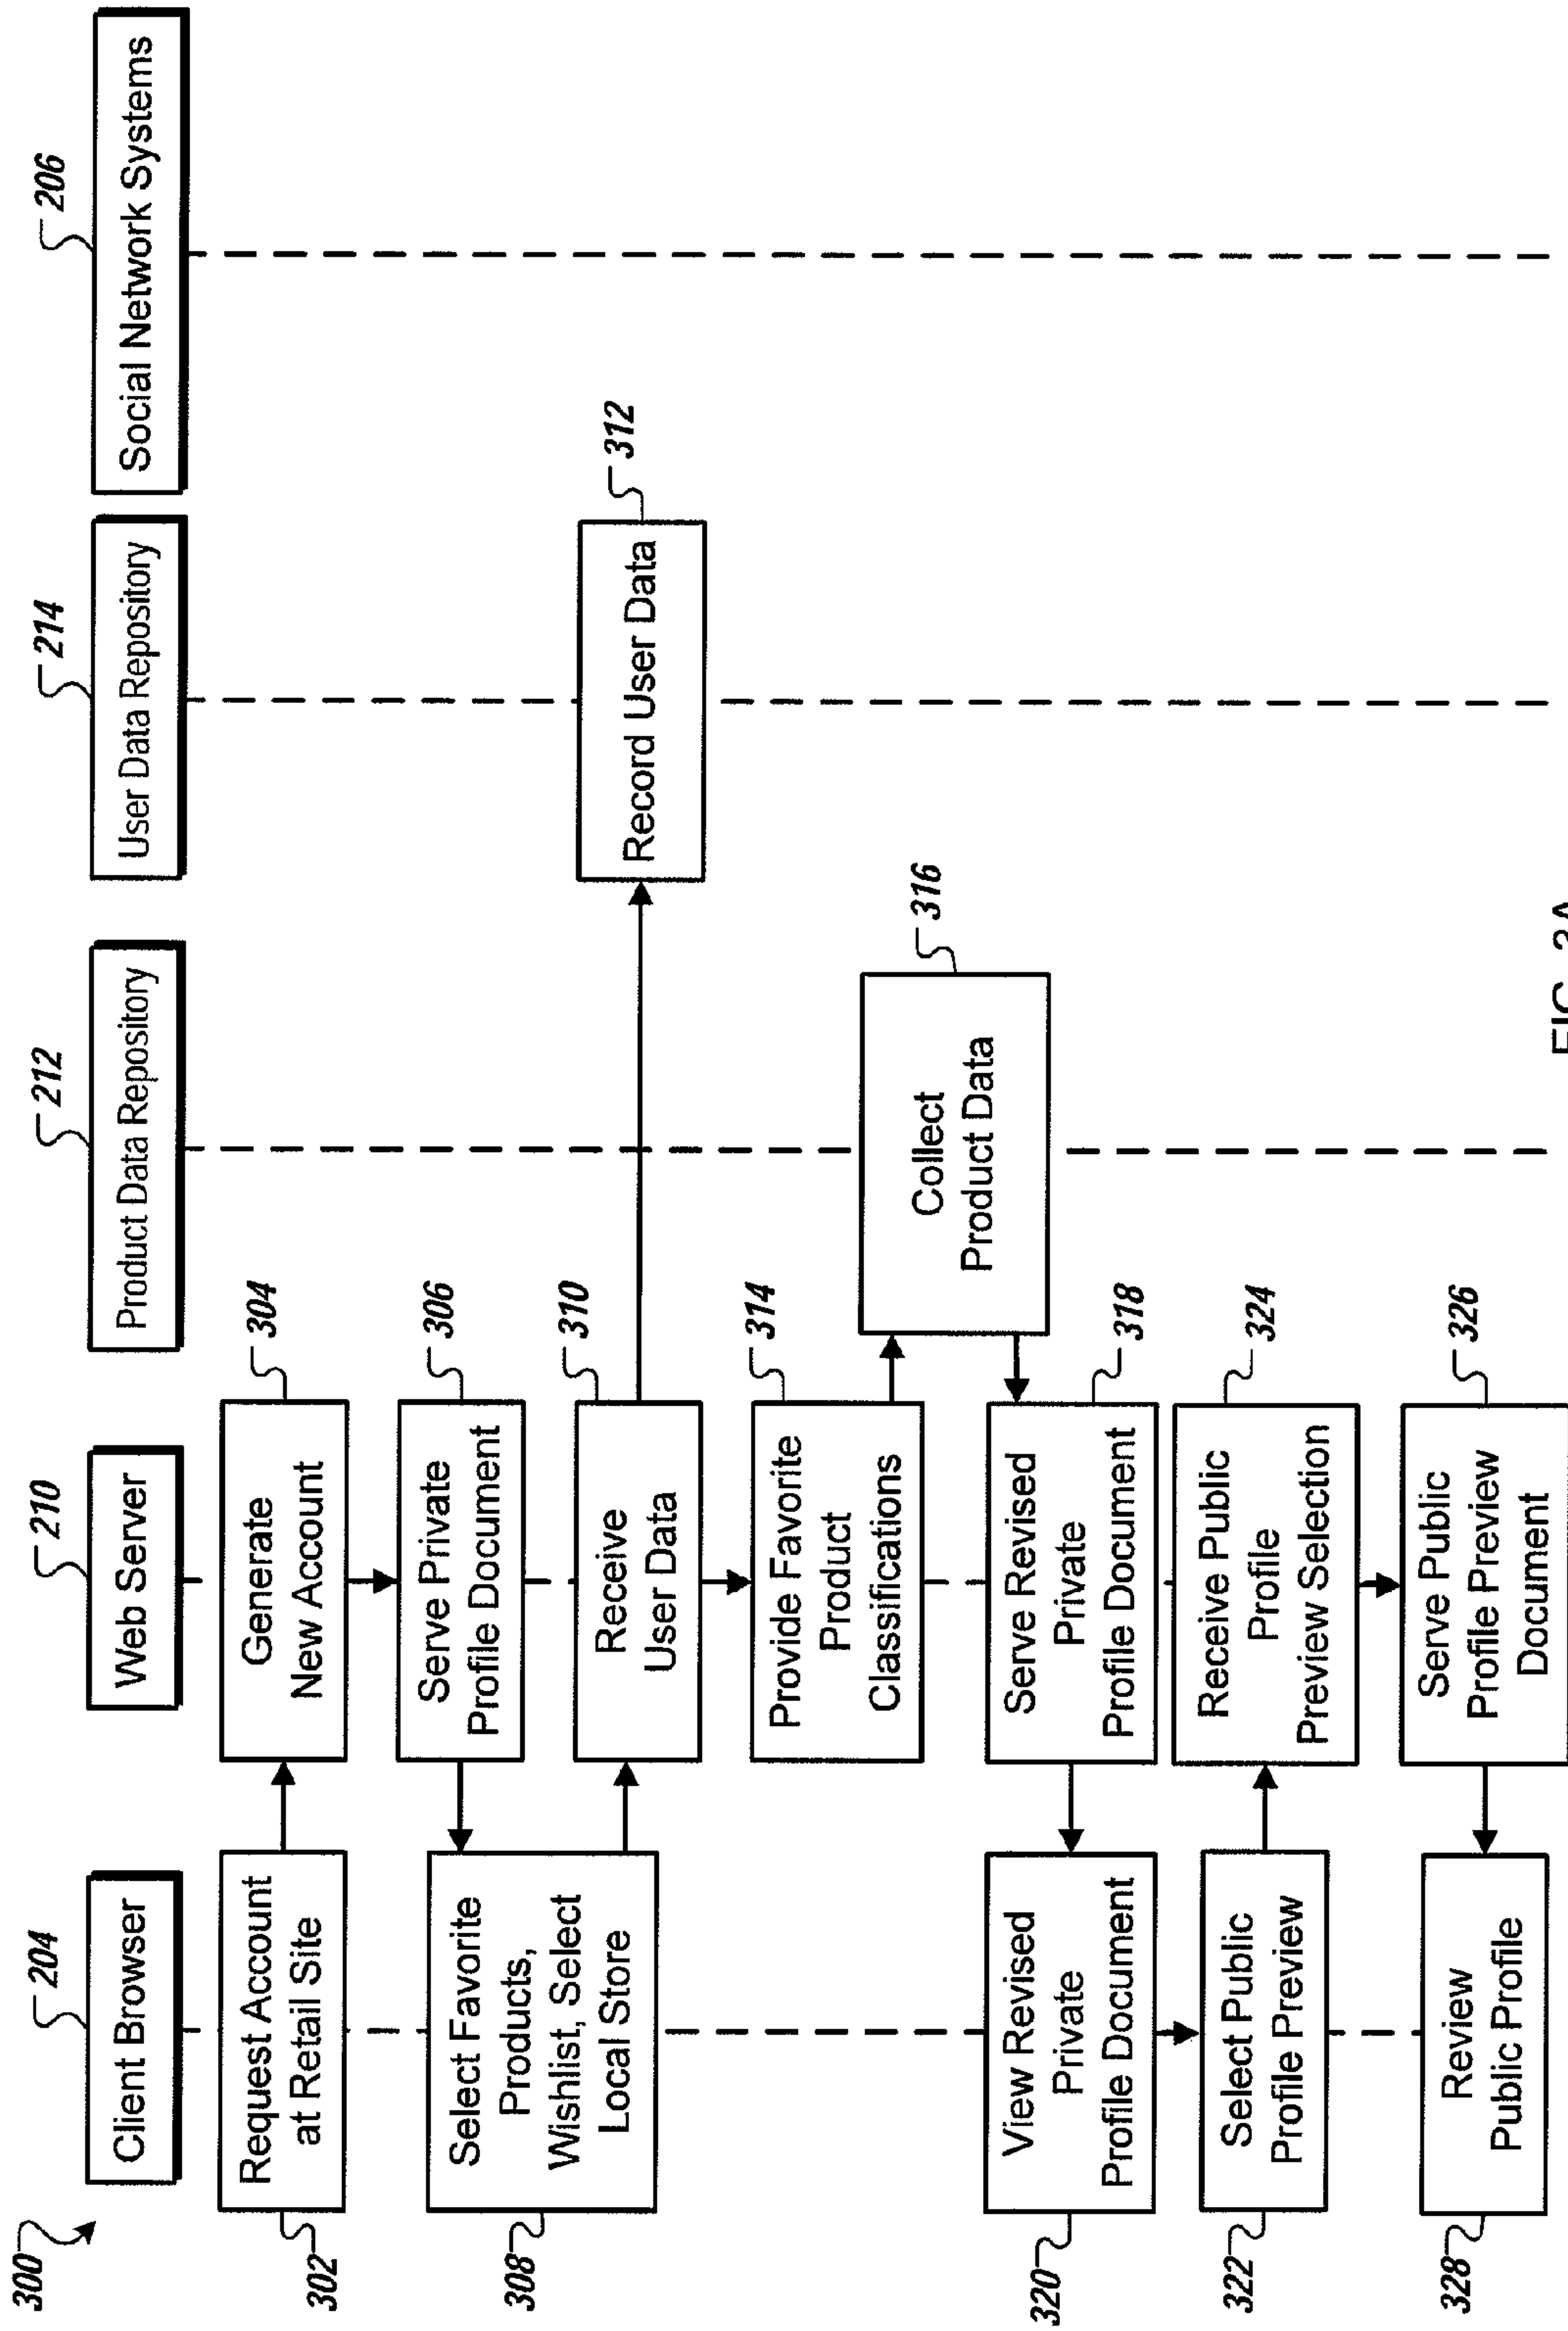 300
204
210
212
214
206
Client Browser
Web Server
Product Data Repository
User Data Repository
Social Network Systems
302
Request Account
at Retail Site
304
Generate
New Account
306
Serve Private
Profile Document
308
Select Favorite
Products,
Wishlist, Select
Local Store
310
Receive
User Data
312
Record User Data
314
Provide Favorite
Product
Classifications
316
Collect
Product Data
318
Serve Revised
Private
Profile Document
320
View Revised
Private
Profile Document
322
Select Public
Profile Preview
324
Receive Public
Profile
Preview Selection
326
Serve Public
Profile Preview
Document
328
Review
Public Profile
FIG. 3A